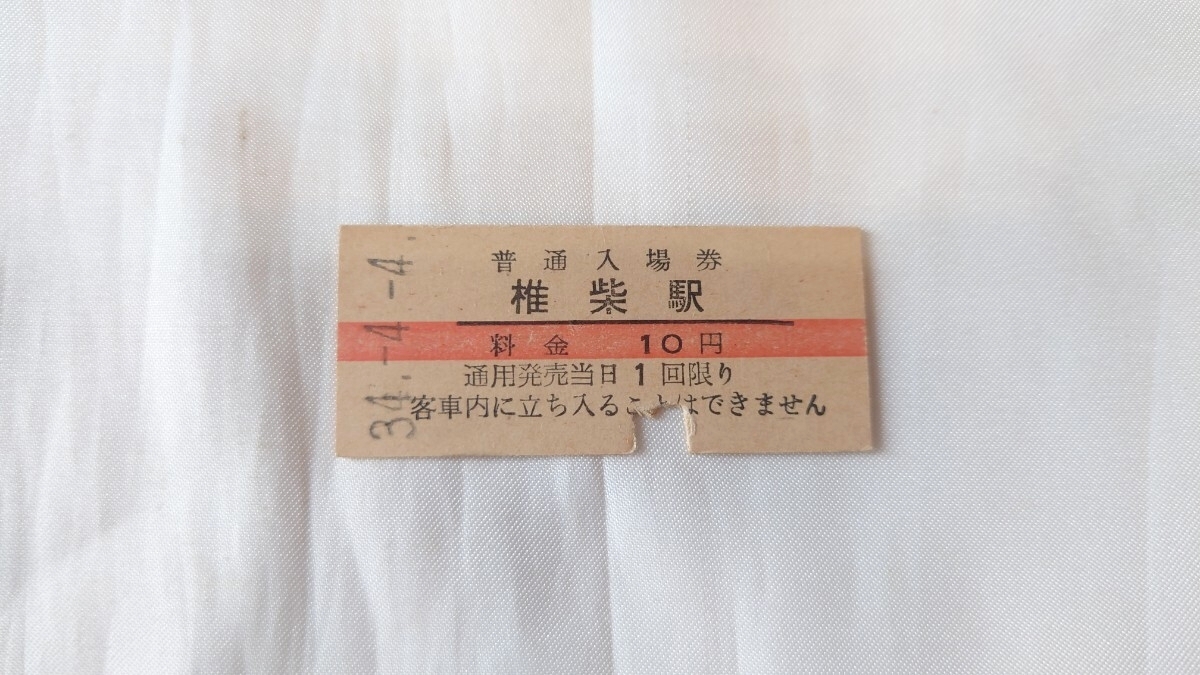 普通入場券
椎柴駅
料金 10円
通用発売当日1回限り
客車内に立ち入ることはできません
34.-4.-4.